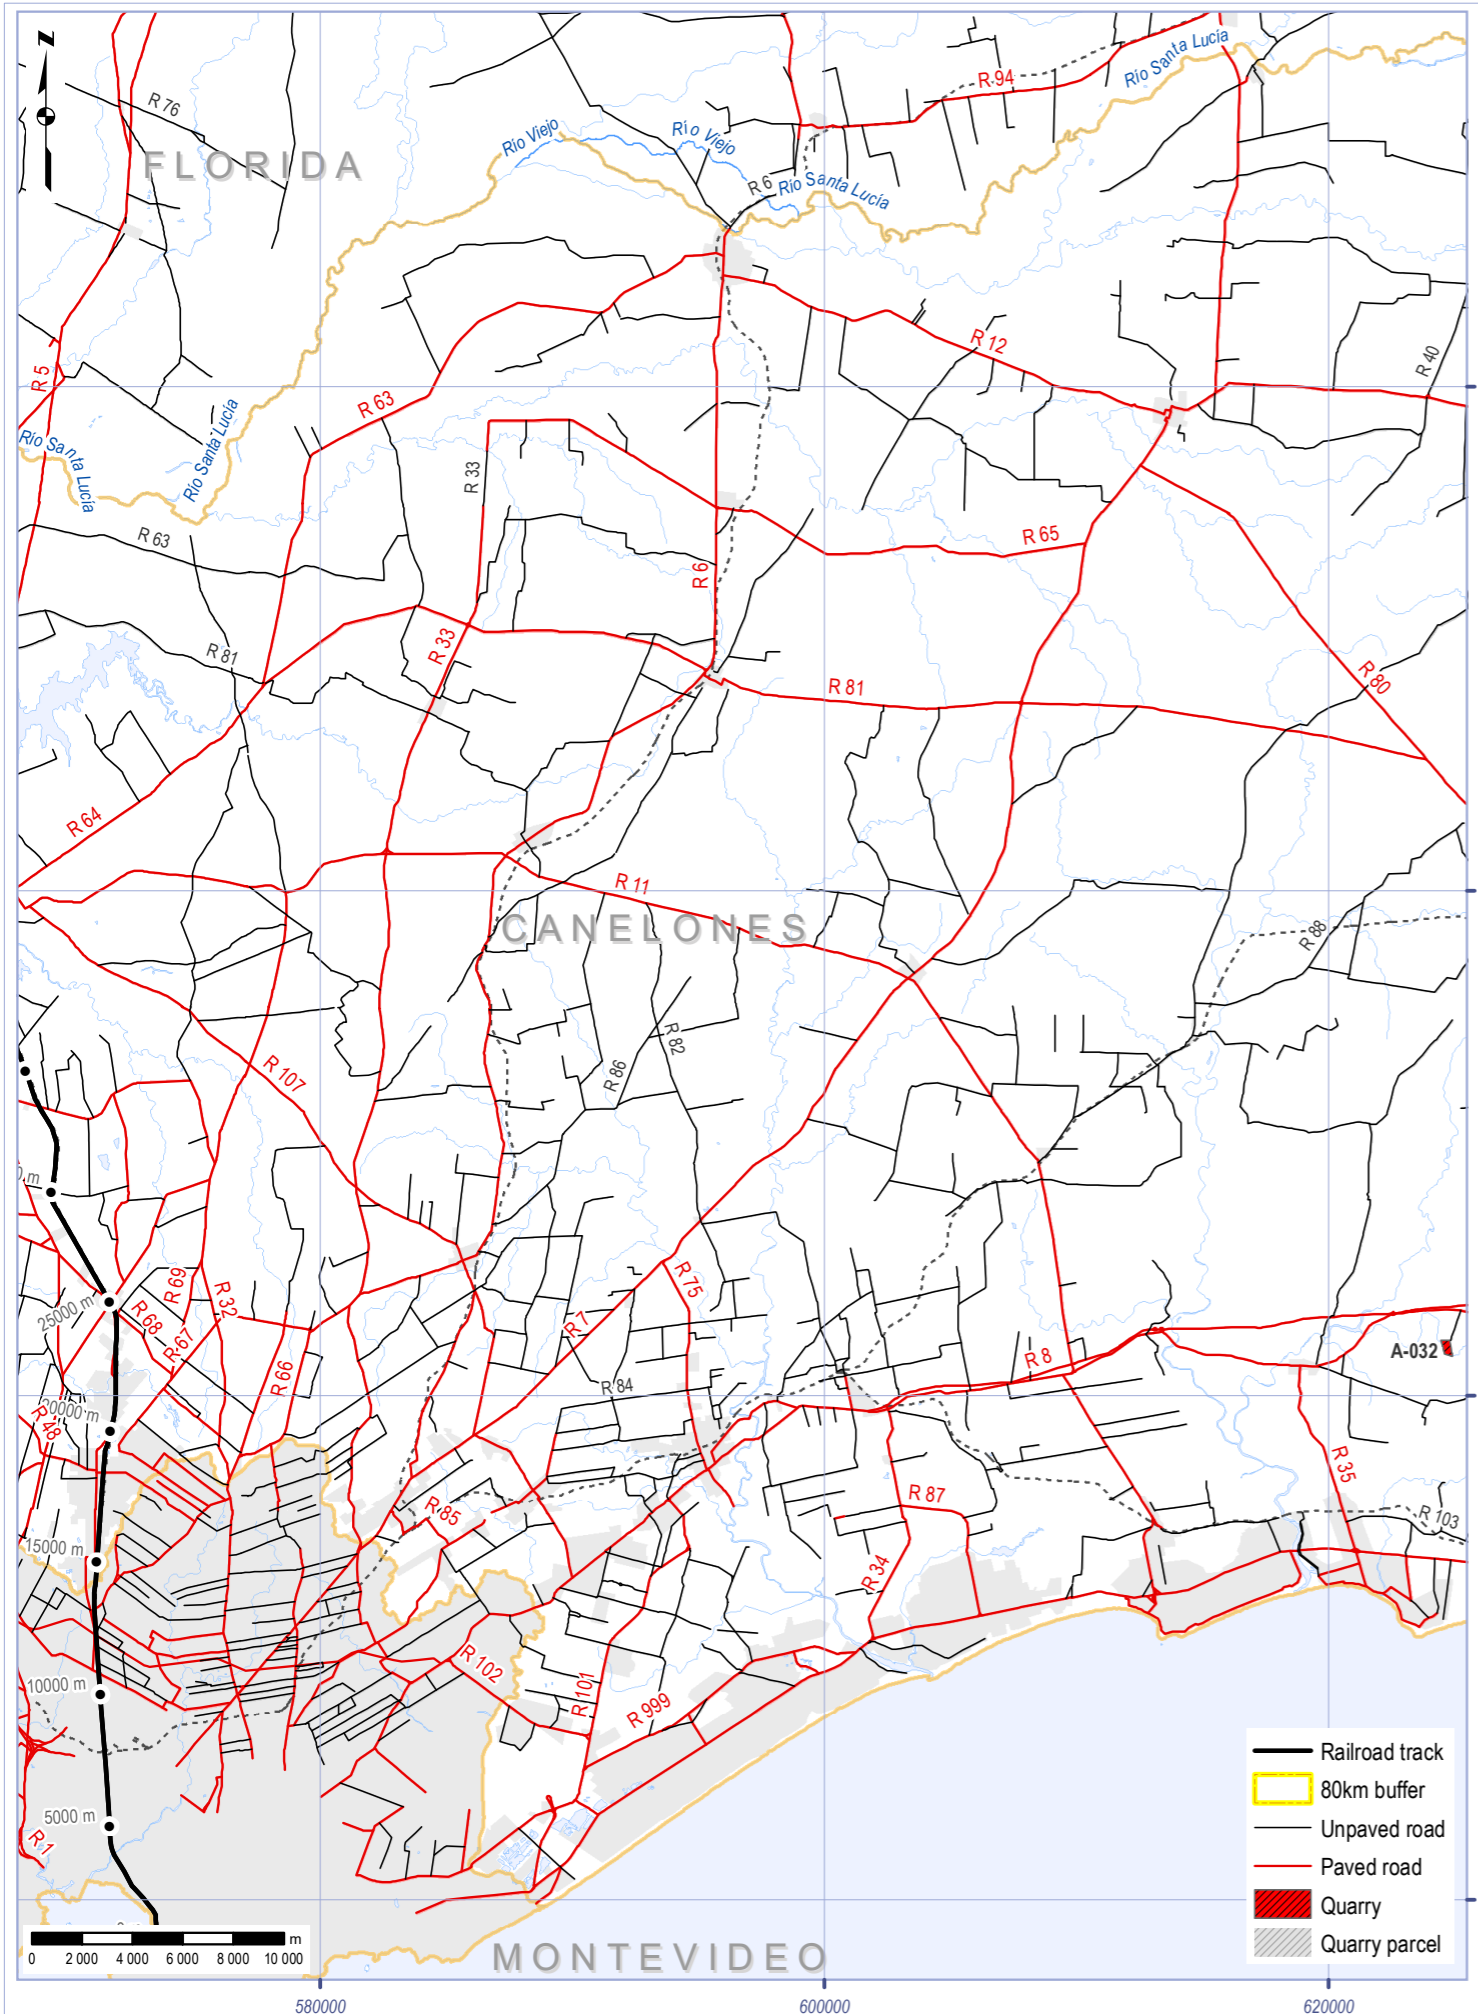 N
R 76
FLORIDA
Río Viejo
Río Viejo
R 6
Río Santa Lucía
R 94
Río Santa Lucía
R 5
R 12
R 40
R 63
Río Santa Lucía
Río Santa Lucía
R 33
R 63
R 65
R 6
R 81
R 33
R 81
R 80
R 64
R 11
CANELONES
R 88
R 82
R 86
R 107
0 m
R 69
R 32
R 75
25000 m
R 68
R 67
R 7
R 8
A-032
R 66
R 84
20000 m
R 48
R 35
R 87
R 85
R 103
15000 m
R 34
R 102
10000 m
R 101
R 999
5000 m
R 1
Railroad track
80km buffer
Unpaved road
Paved road
Quarry
Quarry parcel
m
0 2 000 4 000 6 000 8 000 10 000
MONTEVIDEO
580000 600000 620000